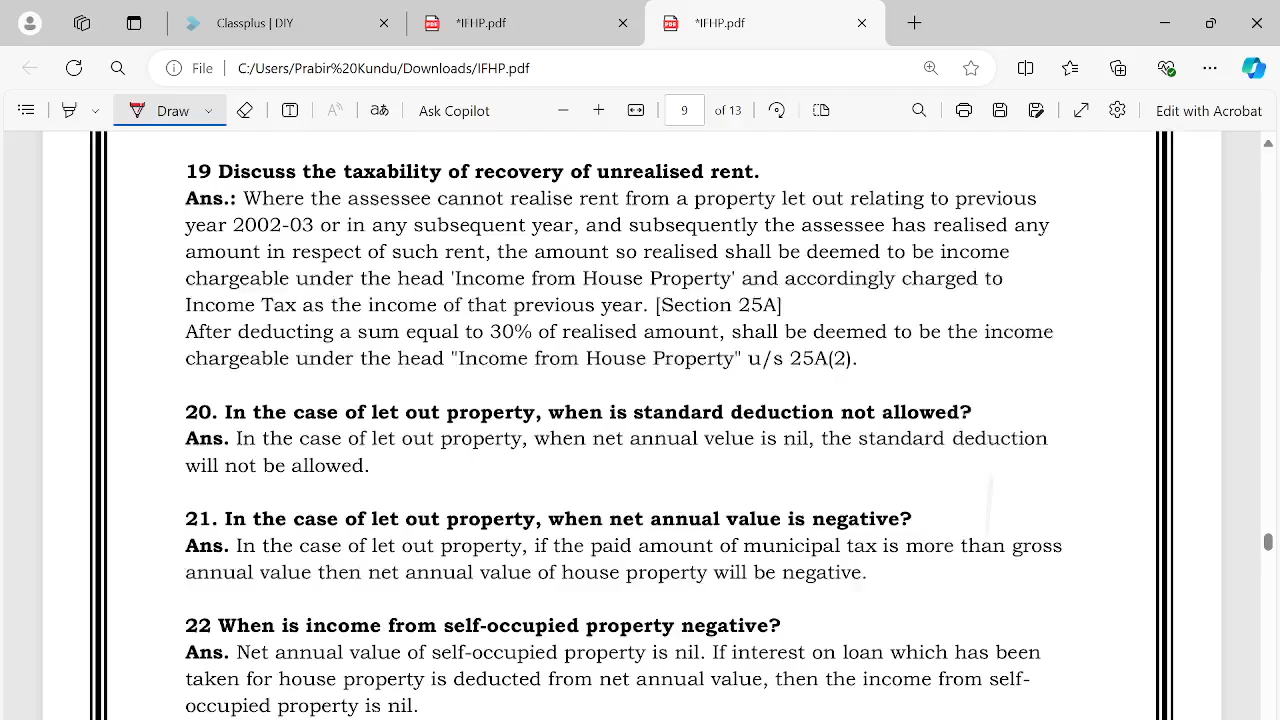 Classplus | DIY
*IFHP.pdf
*IFHP.pdf
File
C:/Users/Prabir%20Kundu/Downloads/IFHP.pdf
Draw
Ask Copilot
9
of 13
Edit with Acrobat
19 Discuss the taxability of recovery of unrealised rent.
Ans.: Where the assessee cannot realise rent from a property let out relating to previous
year 2002-03 or in any subsequent year, and subsequently the assessee has realised any
amount in respect of such rent, the amount so realised shall be deemed to be income
chargeable under the head 'Income from House Property' and accordingly charged to
Income Tax as the income of that previous year. [Section 25A]
After deducting a sum equal to 30% of realised amount, shall be deemed to be the income
chargeable under the head "Income from House Property" u/s 25A(2).
20. In the case of let out property, when is standard deduction not allowed?
Ans. In the case of let out property, when net annual velue is nil, the standard deduction
will not be allowed.
21. In the case of let out property, when net annual value is negative?
Ans. In the case of let out property, if the paid amount of municipal tax is more than gross
annual value then net annual value of house property will be negative.
22 When is income from self-occupied property negative?
Ans. Net annual value of self-occupied property is nil. If interest on loan which has been
taken for house property is deducted from net annual value, then the income from self-
occupied property is nil.